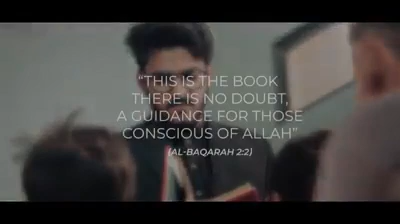 “THIS IS THE BOOK
THERE IS NO DOUBT,
A GUIDANCE FOR THOSE
CONSCIOUS OF ALLAH”
(AL-BAQARAH 2:2)